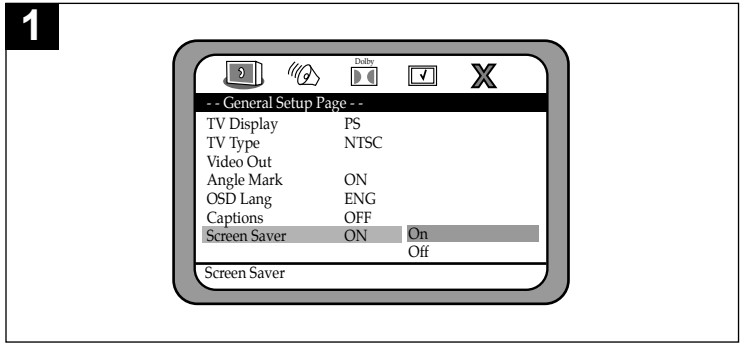 1
Dolby
X
- - General Setup Page - -
TV Display PS
TV Type NTSC
Video Out
Angle Mark ON
OSD Lang ENG
Captions OFF
Screen Saver ON On
Off
Screen Saver